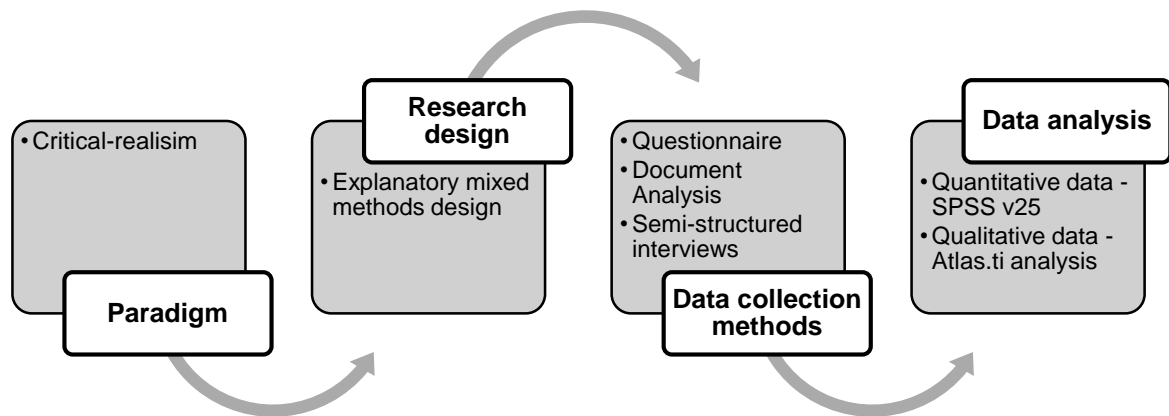 • Critical-realisim
Paradigm
Research
design
• Explanatory mixed
methods design
• Questionnaire
• Document
Analysis
• Semi-structured
interviews
Data collection
methods
Data analysis
• Quantitative data -
SPSS v25
• Qualitative data -
Atlas.ti analysis